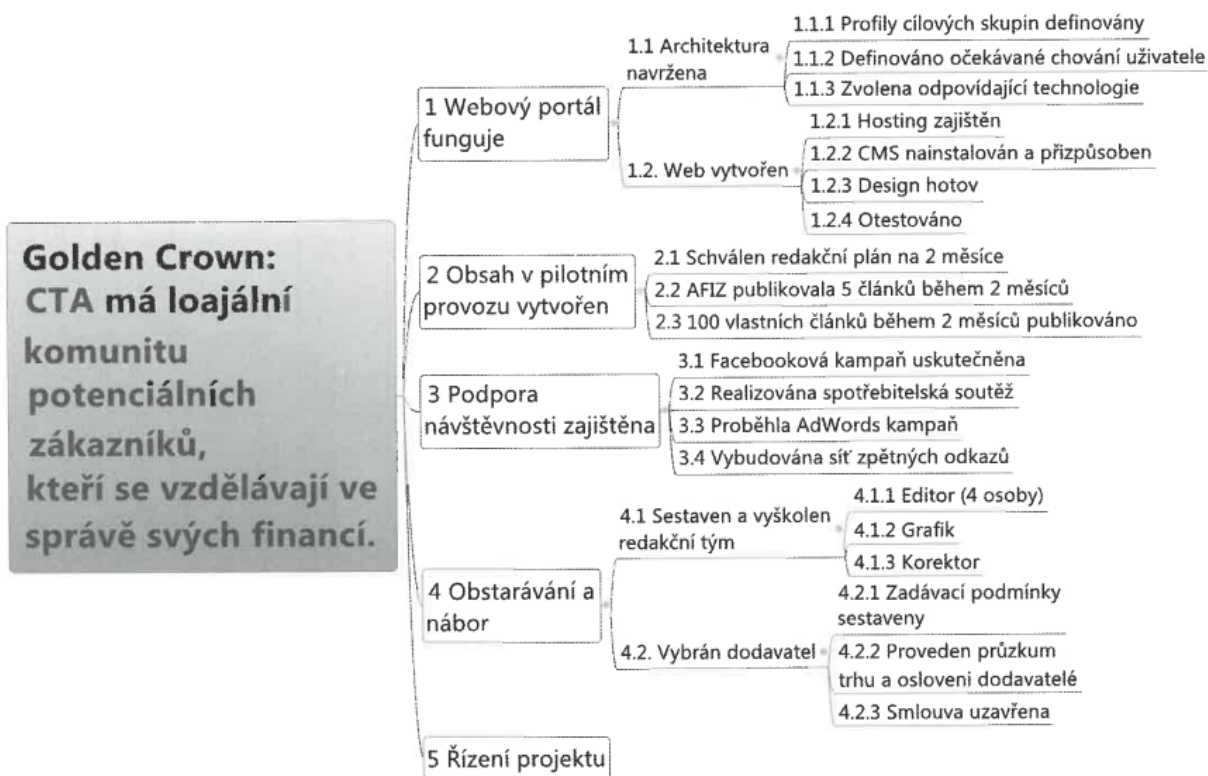 Golden Crown:
CTA má loajální
komunitu
potenciálních
zákazníků,
kteří se vzdělávají ve
správě svých financí.
1 Webový portál
funguje
1.1 Architektura
navržena
1.1.1 Profily cílových skupin definovány
1.1.2 Definováno očekávané chování uživatele
1.1.3 Zvolena odpovídající technologie
1.2. Web vytvořen
1.2.1 Hosting zajištěn
1.2.2 CMS nainstalován a přizpůsoben
1.2.3 Design hotov
1.2.4 Otestováno
2 Obsah v pilotním
provozu vytvořen
2.1 Schválen redakční plán na 2 měsíce
2.2 AFIZ publikovala 5 článků během 2 měsíců
2.3 100 vlastních článků během 2 měsíců publikováno
3 Podpora
návštěvnosti zajištěna
3.1 Facebooková kampaň uskutečněna
3.2 Realizována spotřebitelská soutěž
3.3 Proběhla AdWords kampaň
3.4 Vybudována síť zpětných odkazů
4 Obstarávání a
nábor
4.1 Sestaven a vyškolen
redakční tým
4.1.1 Editor (4 osoby)
4.1.2 Grafik
4.1.3 Korektor
4.2. Vybrán dodavatel
4.2.1 Zadávací podmínky
sestaveny
4.2.2 Proveden průzkum
trhu a osloveni dodavatelé
4.2.3 Smlouva uzavřena
5 Řízení projektu